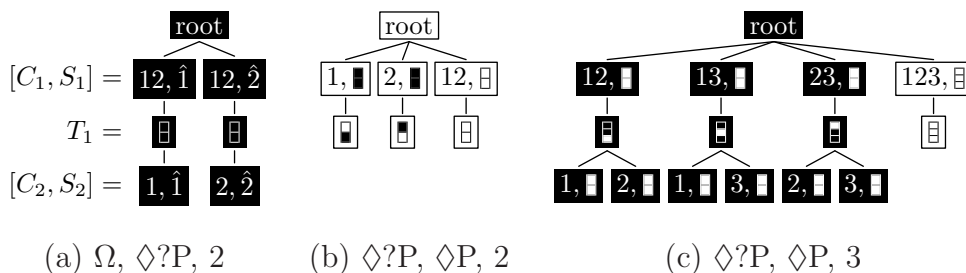 root root root
[C₁, S₁] = 12, 1̂ 12, 2̂ 1, 2, 12, 12, 13, 23, 123,
T₁ =
[C₂, S₂] = 1, 1̂ 2, 2̂ 1, 2, 1, 3, 2, 3,
(a) Ω, ◊?P, 2 (b) ◊?P, ◊P, 2 (c) ◊?P, ◊P, 3